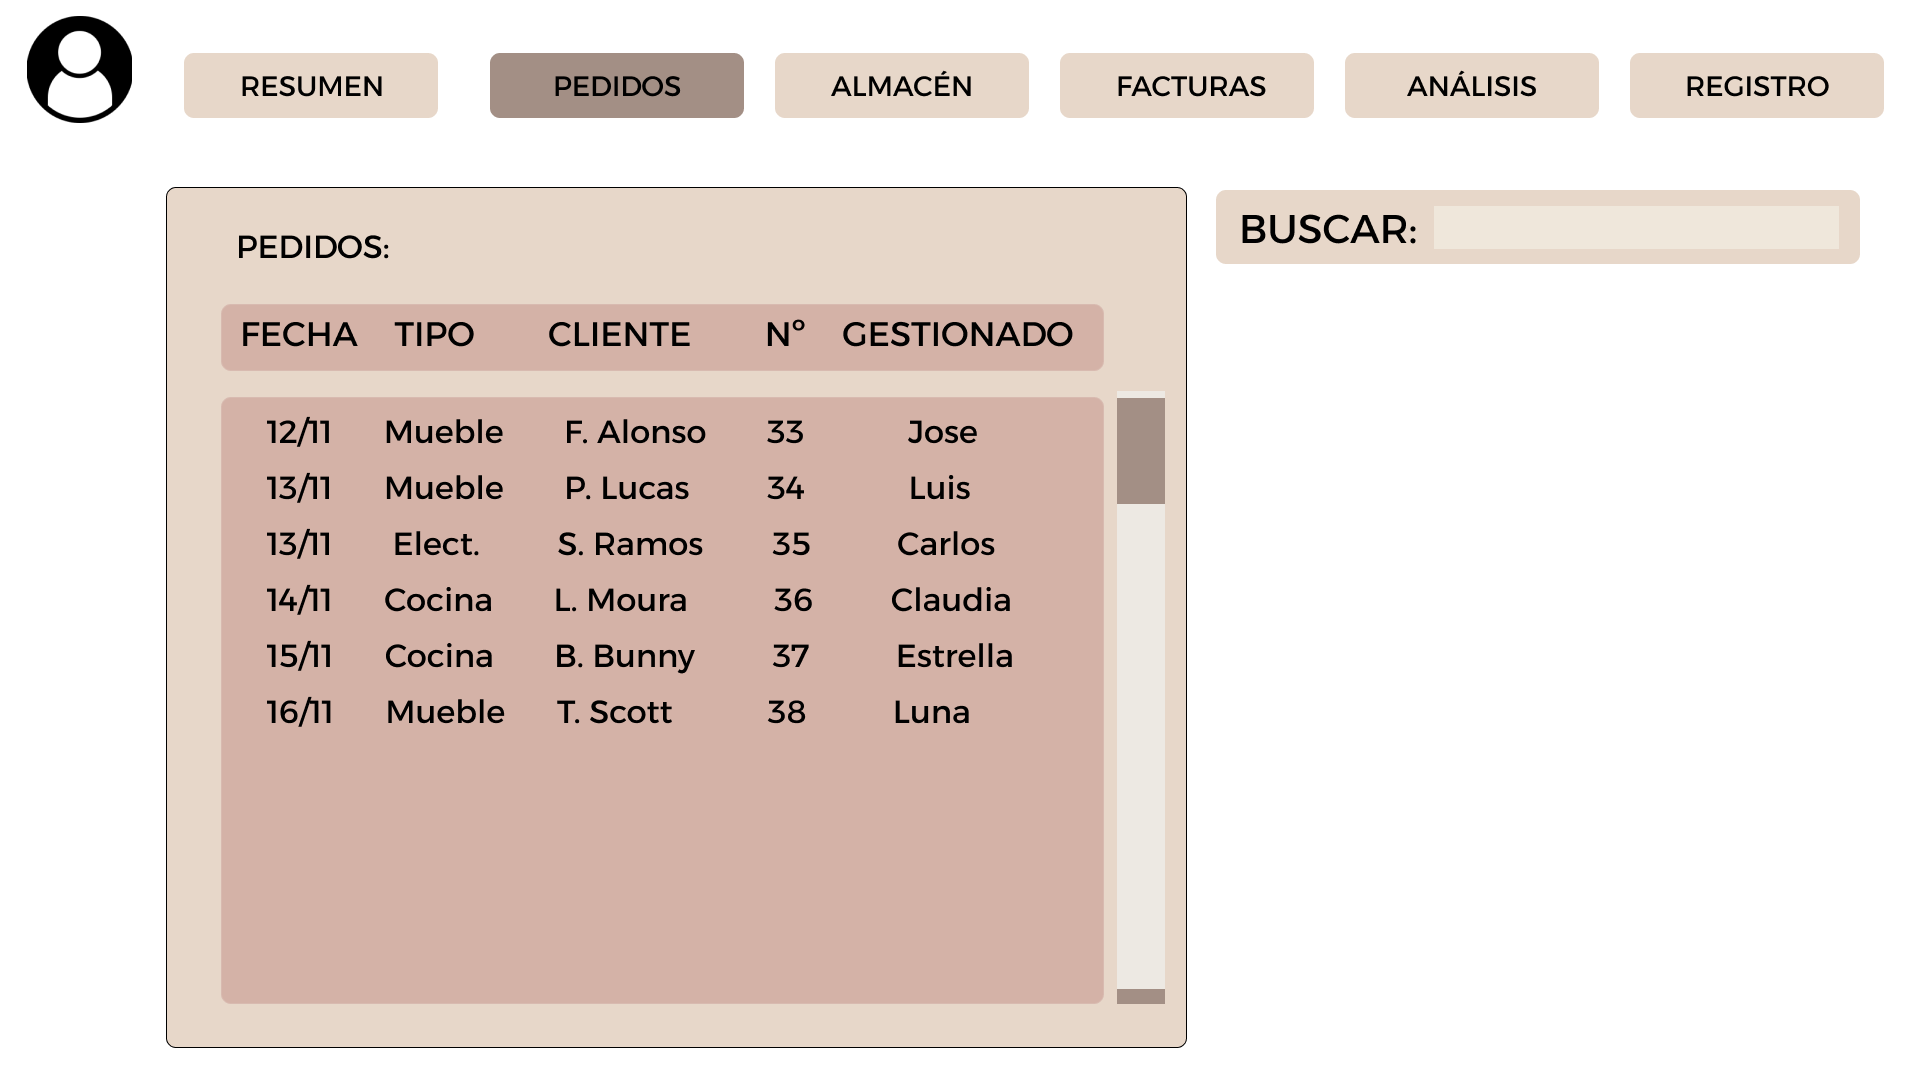 RESUMEN PEDIDOS ALMACÉN FACTURAS ANÁLISIS REGISTRO
BUSCAR:
PEDIDOS:
FECHA TIPO CLIENTE Nº GESTIONADO
12/11 Mueble F. Alonso 33 Jose
13/11 Mueble P. Lucas 34 Luis
13/11 Elect. S. Ramos 35 Carlos
14/11 Cocina L. Moura 36 Claudia
15/11 Cocina B. Bunny 37 Estrella
16/11 Mueble T. Scott 38 Luna